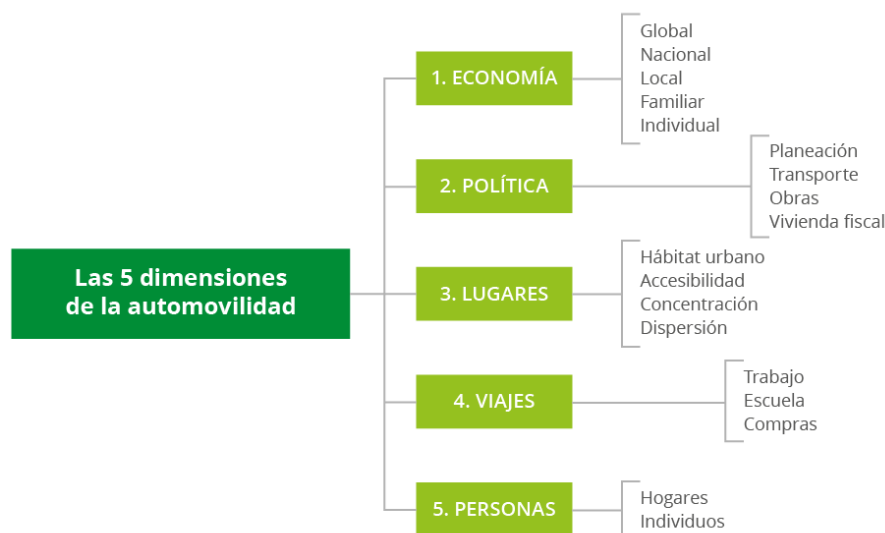 Las 5 dimensiones
de la automovilidad
1. ECONOMÍA
Global
Nacional
Local
Familiar
Individual
2. POLÍTICA
Planeación
Transporte
Obras
Vivienda fiscal
3. LUGARES
Hábitat urbano
Accesibilidad
Concentración
Dispersión
4. VIAJES
Trabajo
Escuela
Compras
5. PERSONAS
Hogares
Individuos